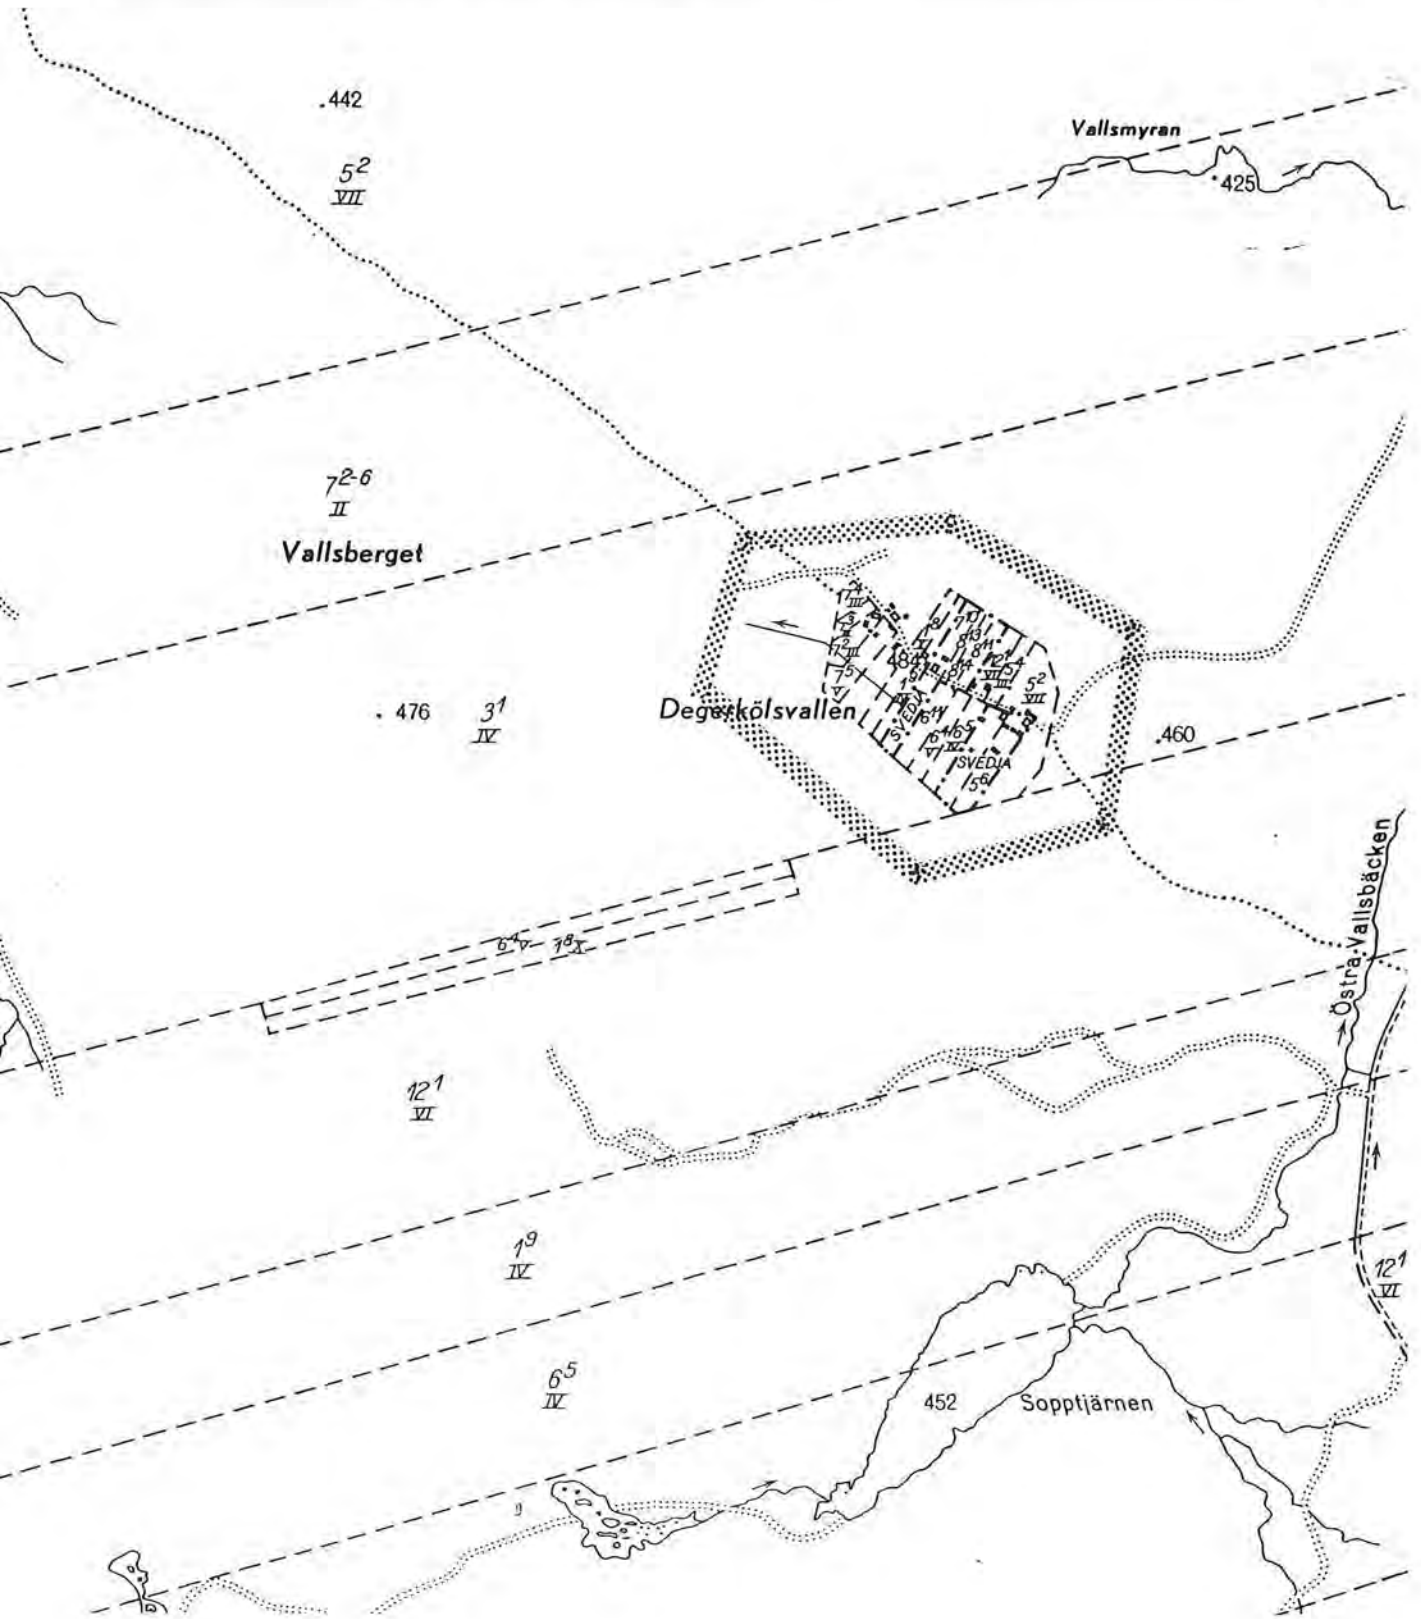 .442
Vallsmyran
5²
VII
.425
7²⁻⁶
II
Vallsberget
484
5²
VII
Degerkölsvallen
.476
3¹
IV
SVEDJA
SVEDJA
5⁶
.460
Östra Vallsbäcken
6⁴ V 1⁸ X
12¹
VI
1⁹
IV
12¹
VI
6⁵
IV
452
Sopptjärnen